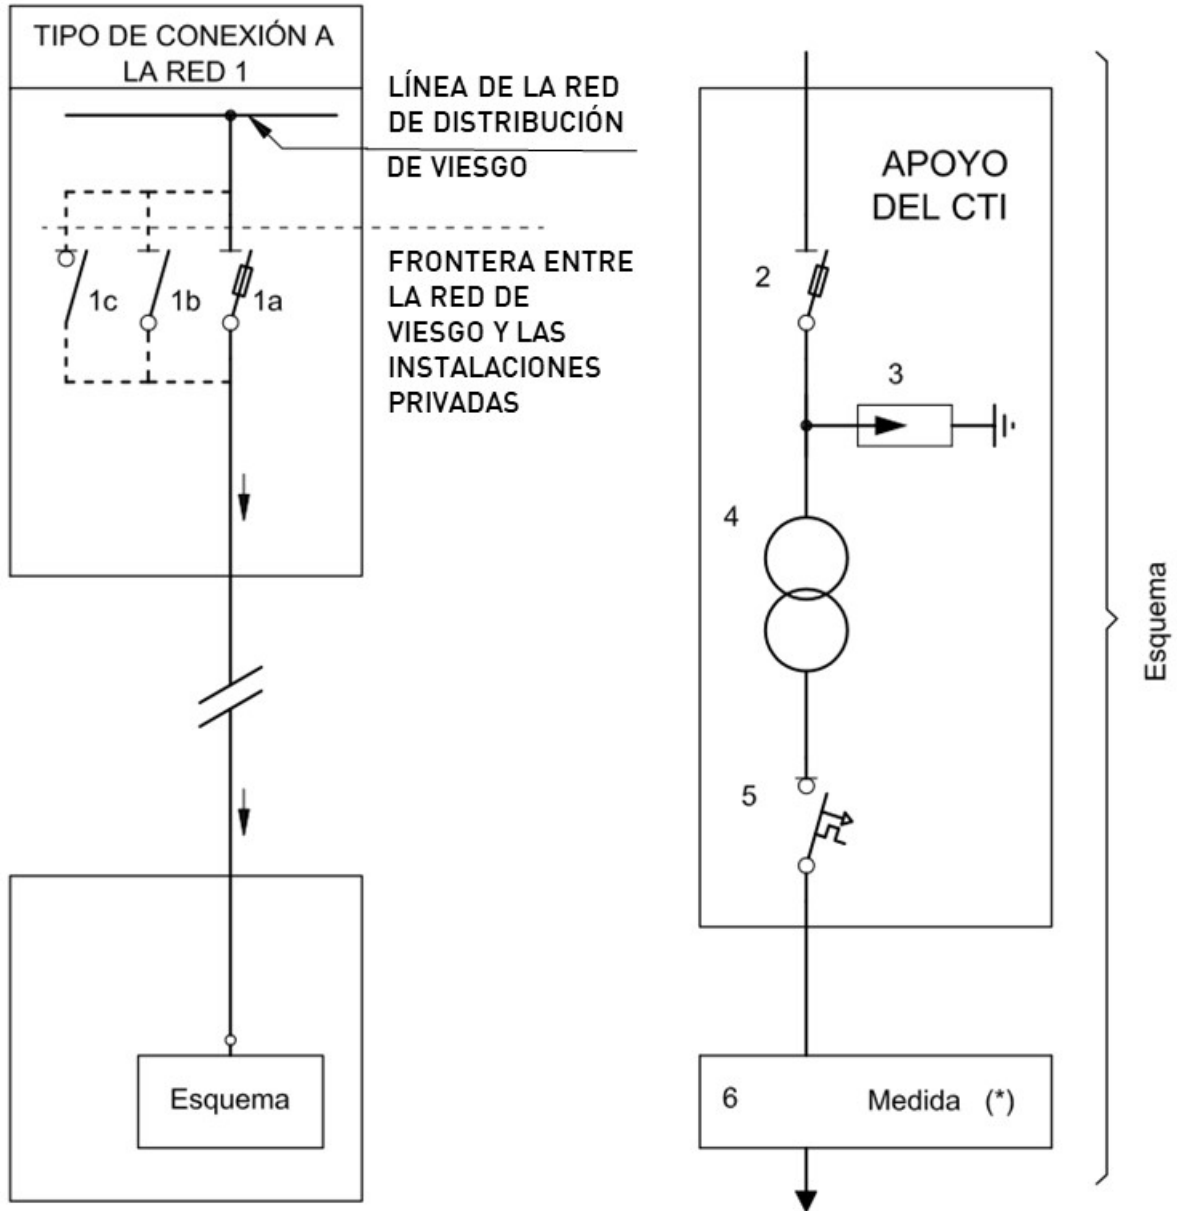 TIPO DE CONEXIÓN A
LA RED 1
LÍNEA DE LA RED
DE DISTRIBUCIÓN
DE VIESGO
1c
1b
1a
FRONTERA ENTRE
LA RED DE
VIESGO Y LAS
INSTALACIONES
PRIVADAS
Esquema
APOYO
DEL CTI
2
3
4
5
6
Medida (*)
Esquema